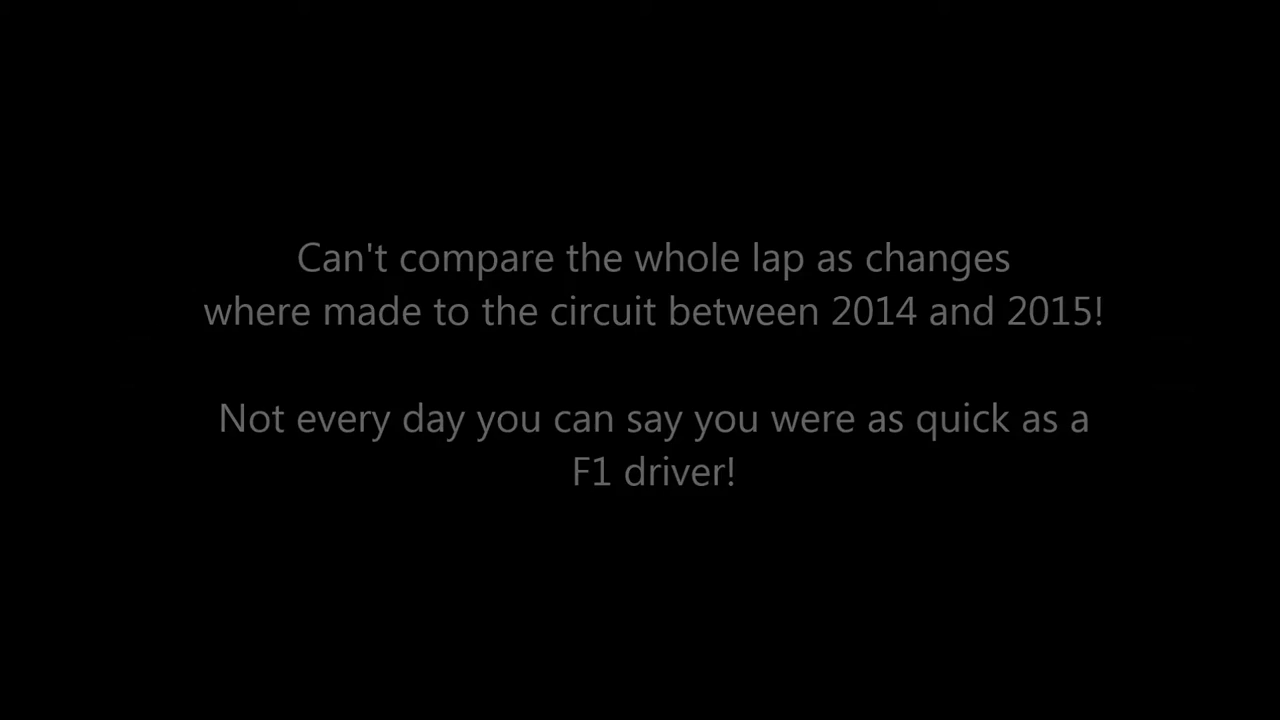 Can't compare the whole lap as changes
where made to the circuit between 2014 and 2015!
Not every day you can say you were as quick as a
F1 driver!